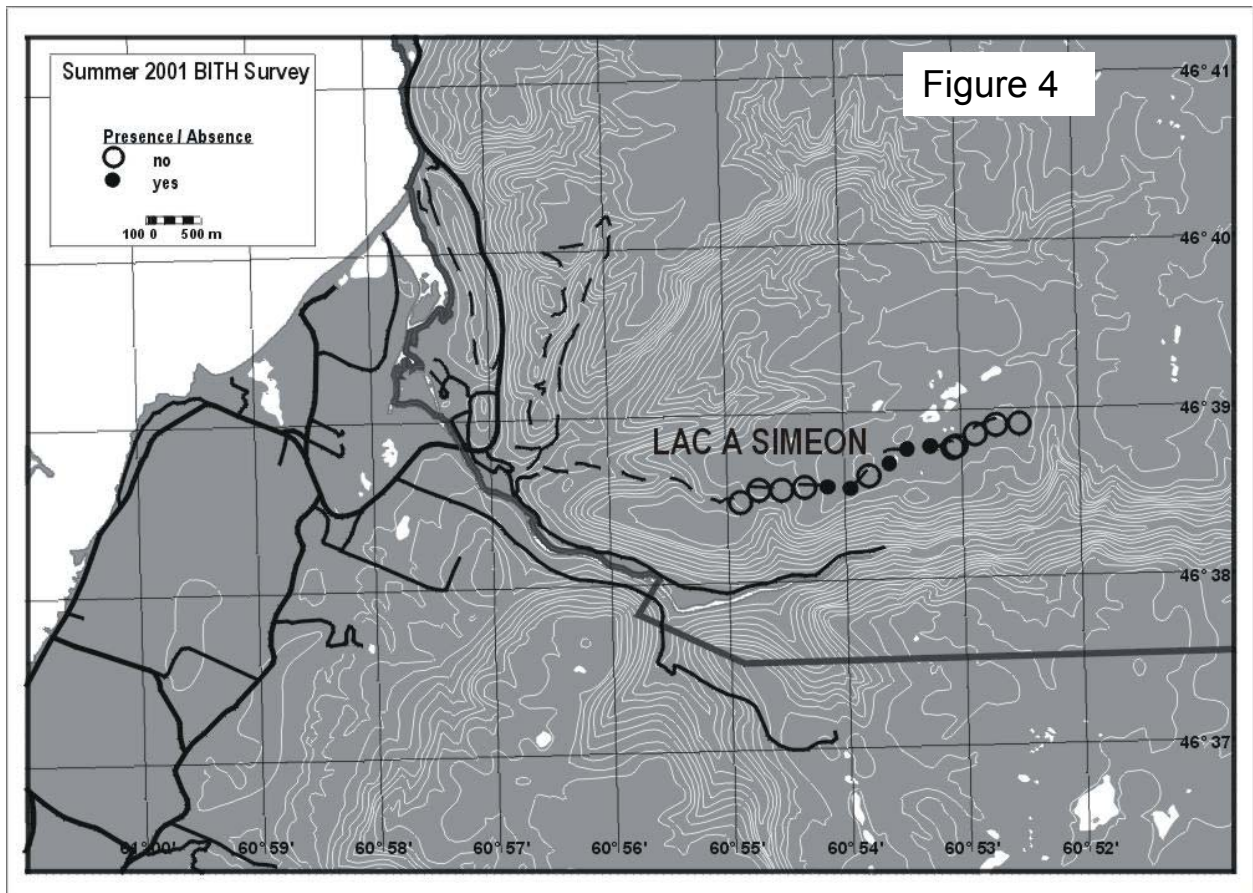 Summer 2001 BITH Survey
Presence / Absence
no
yes
100 0 500 m
Figure 4
46° 41
46° 40
46° 39
LAC A SIMEON
46° 38
46° 37
61° 00' 60° 59' 60° 58' 60° 57' 60° 56' 60° 55' 60° 54' 60° 53' 60° 52'